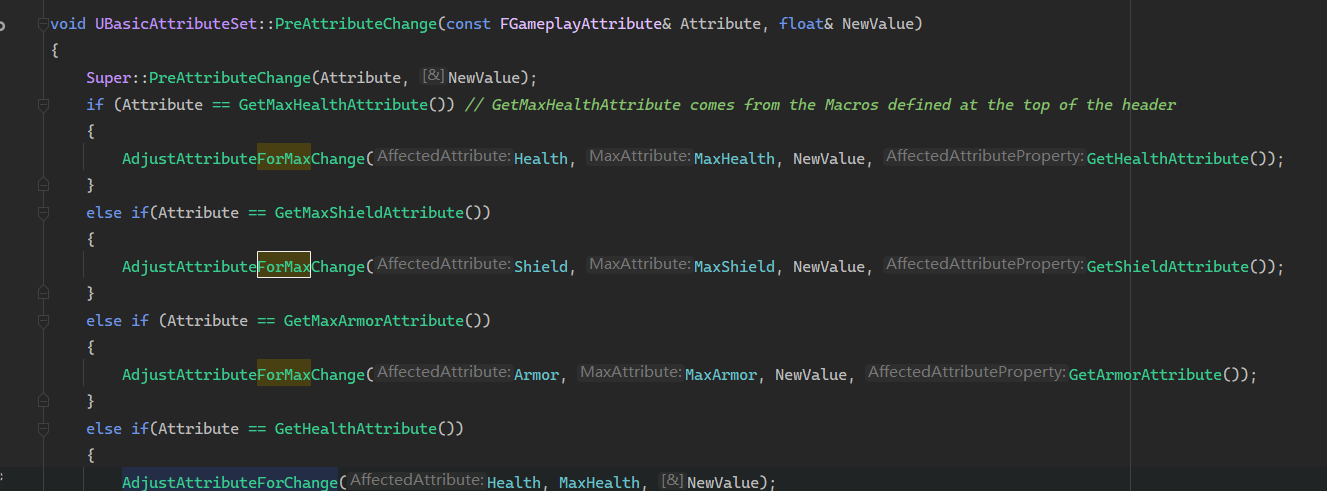 void UBasicAttributeSet::PreAttributeChange(const FGameplayAttribute& Attribute, float& NewValue)
{
Super::PreAttributeChange(Attribute, [&] NewValue);
if (Attribute == GetMaxHealthAttribute()) // GetMaxHealthAttribute comes from the Macros defined at the top of the header
{
AdjustAttributeForMaxChange(AffectedAttribute: Health, MaxAttribute: MaxHealth, NewValue, AffectedAttributeProperty: GetHealthAttribute());
}
else if(Attribute == GetMaxShieldAttribute())
{
AdjustAttributeForMaxChange(AffectedAttribute: Shield, MaxAttribute: MaxShield, NewValue, AffectedAttributeProperty: GetShieldAttribute());
}
else if (Attribute == GetMaxArmorAttribute())
{
AdjustAttributeForMaxChange(AffectedAttribute: Armor, MaxAttribute: MaxArmor, NewValue, AffectedAttributeProperty: GetArmorAttribute());
}
else if(Attribute == GetHealthAttribute())
{
AdjustAttributeForChange(AffectedAttribute: Health, MaxHealth, [&] NewValue);